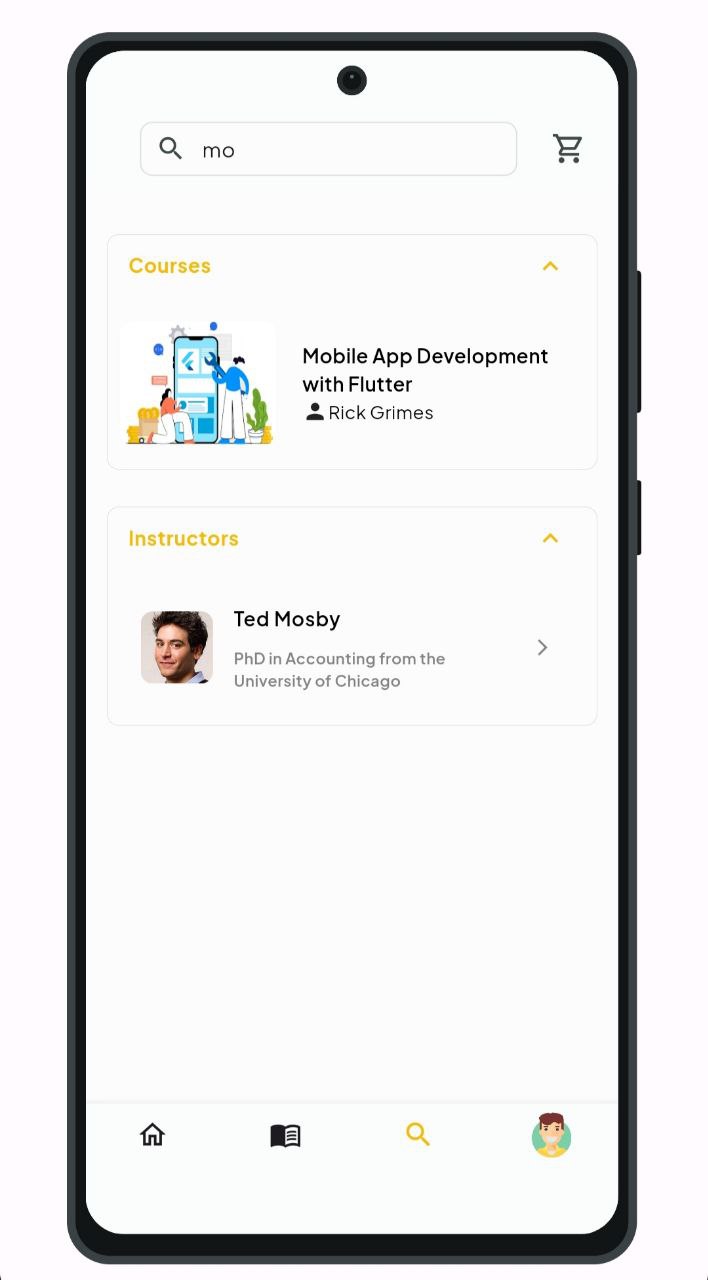 mo
Courses
Mobile App Development
with Flutter
Rick Grimes
Instructors
Ted Mosby
PhD in Accounting from the
University of Chicago